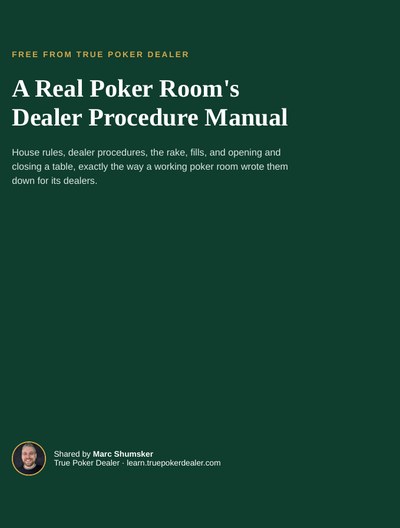 FREE FROM TRUE POKER DEALER
A Real Poker Room's
Dealer Procedure Manual
House rules, dealer procedures, the rake, fills, and opening and
closing a table, exactly the way a working poker room wrote them
down for its dealers.
Shared by Marc Shumsker
True Poker Dealer · learn.truepokerdealer.com